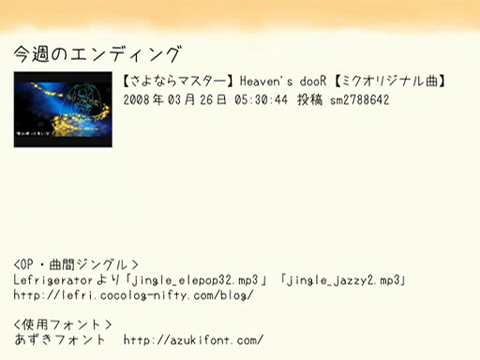 今週のエンディング
【さよならマスター】Heaven's dooR【ミクオリジナル曲】
2008年03月26日 05:30:44 投稿 sm2788642
<OP・曲間ジングル>
Lefrigeratorより「jingle_elepop32.mp3」「jingle_jazzy2.mp3」
http://lefri.cocolog-nifty.com/blog/
<使用フォント>
あずきフォント http://azukifont.com/